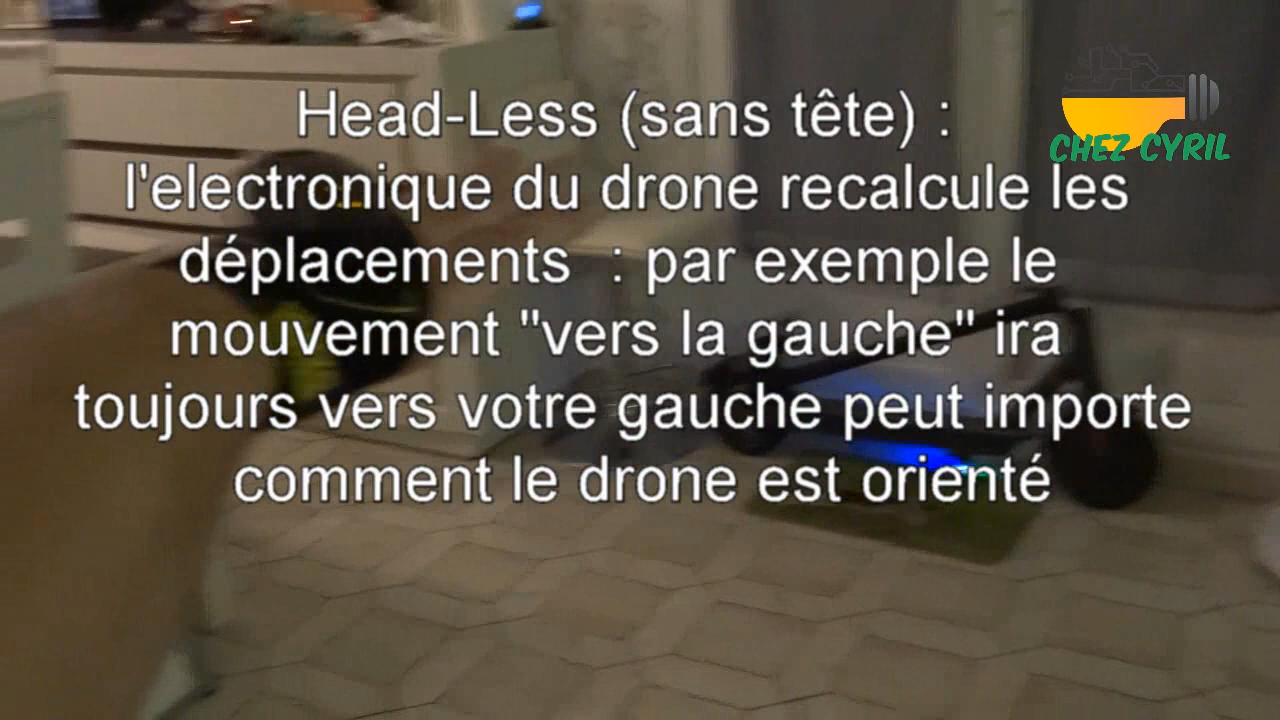 Head-Less (sans tête) :
l'electronique du drone recalcule les
déplacements  : par exemple le
mouvement "vers la gauche" ira
toujours vers votre gauche peut importe
comment le drone est orienté
CHEZ CYRIL